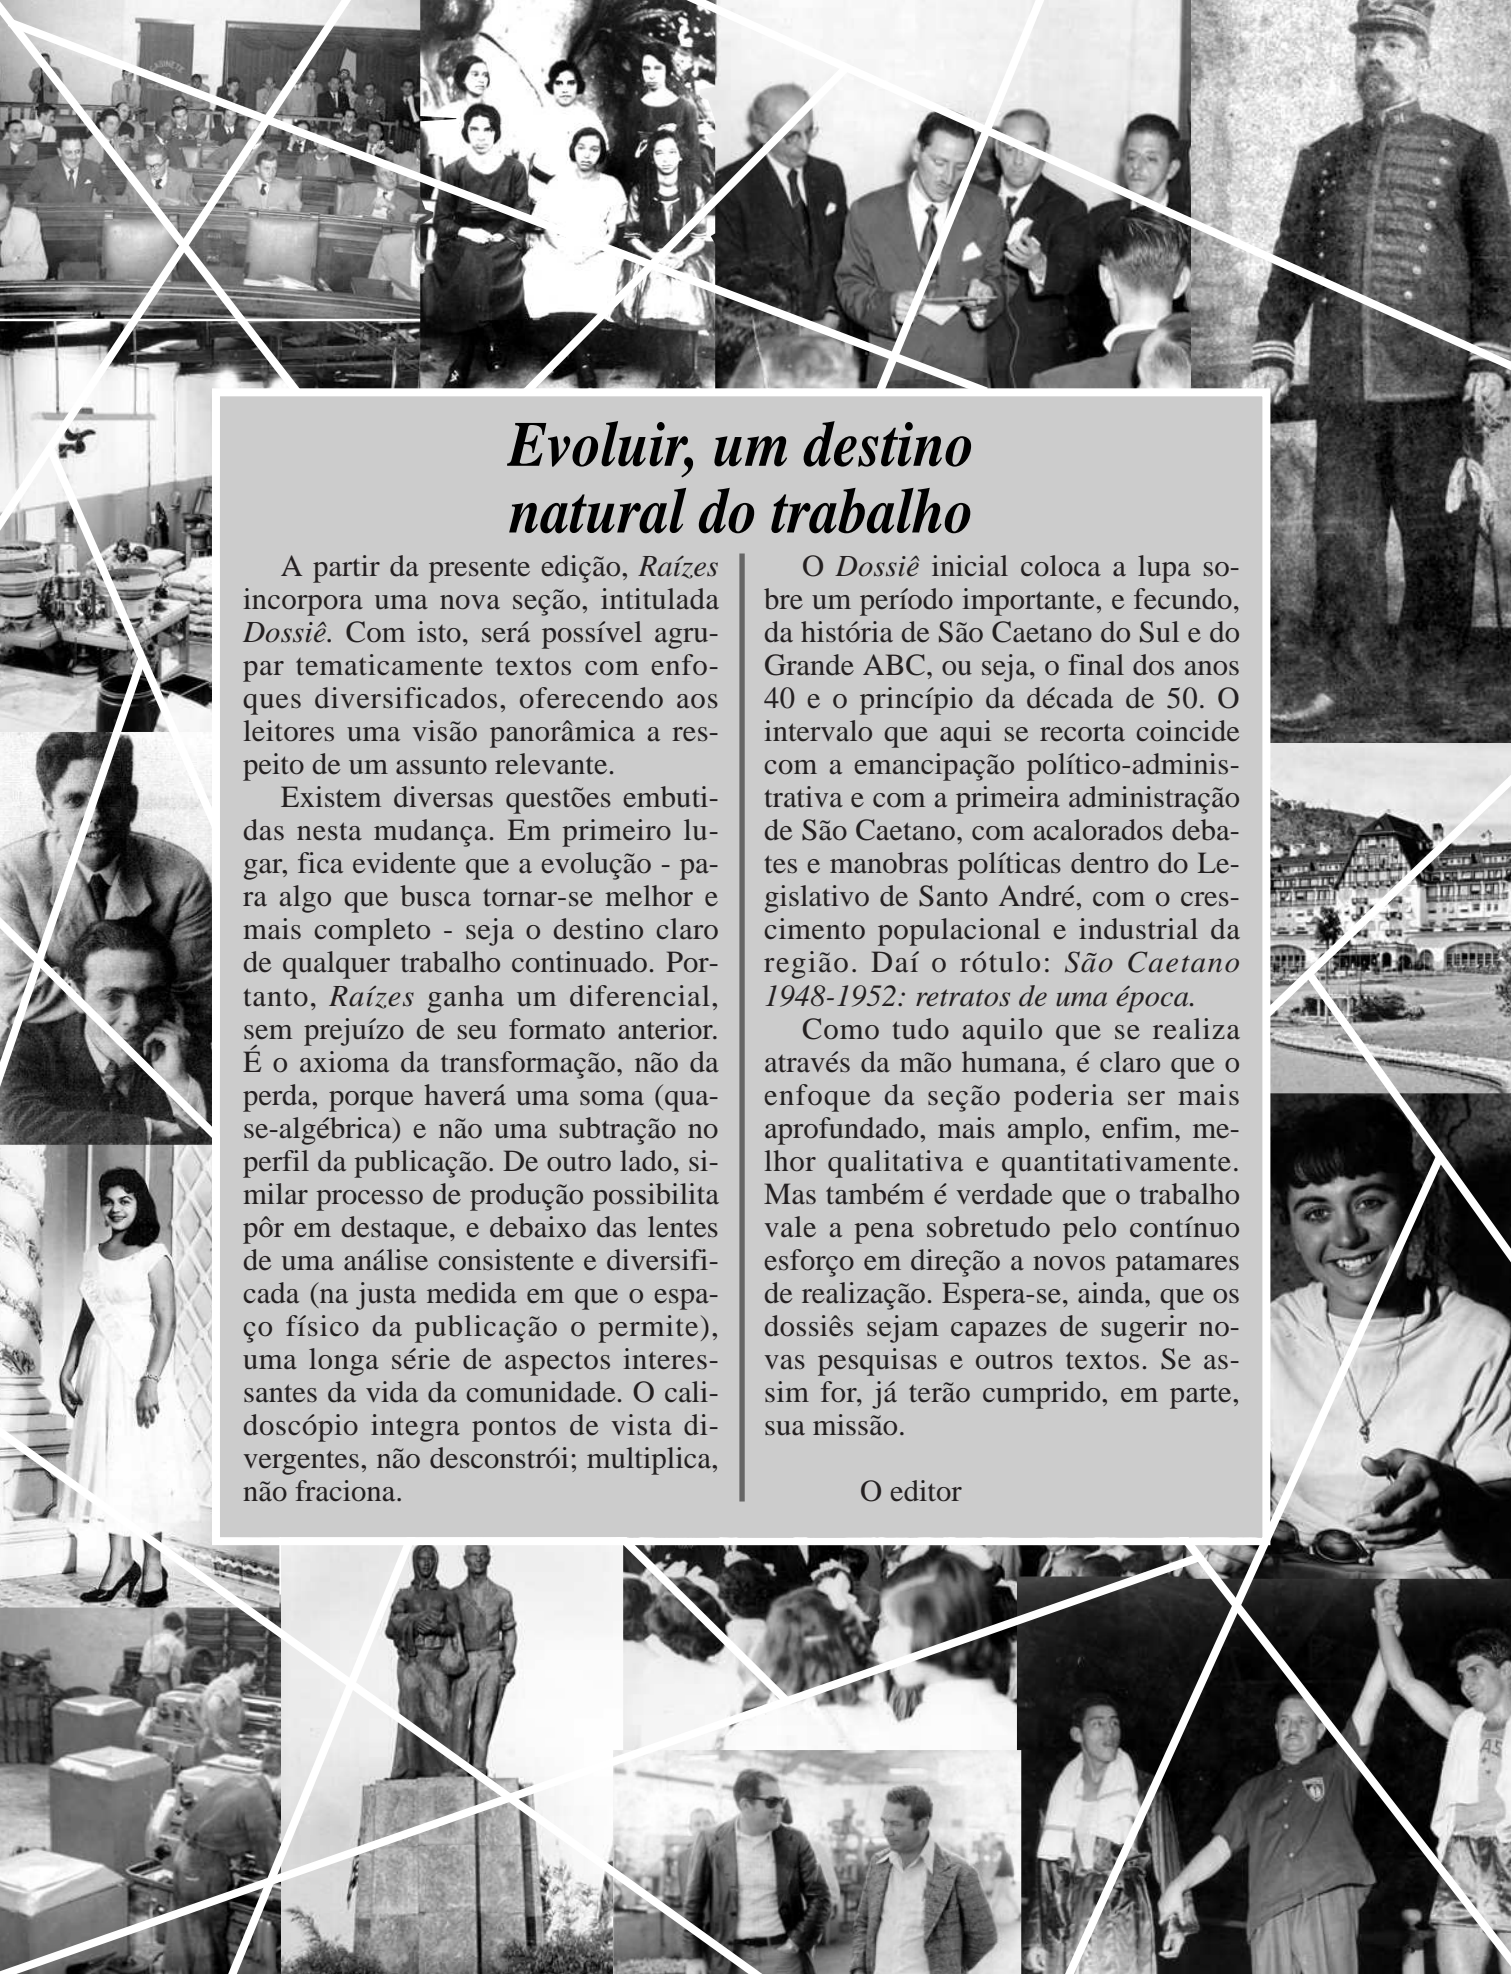 GABINETE
Evoluir, um destino
natural do trabalho
A partir da presente edição, Raízes
incorpora uma nova seção, intitulada
Dossiê. Com isto, será possível agru-
par tematicamente textos com enfo-
ques diversificados, oferecendo aos
leitores uma visão panorâmica a res-
peito de um assunto relevante.
Existem diversas questões embuti-
das nesta mudança. Em primeiro lu-
gar, fica evidente que a evolução - pa-
ra algo que busca tornar-se melhor e
mais completo - seja o destino claro
de qualquer trabalho continuado. Por-
tanto, Raízes ganha um diferencial,
sem prejuízo de seu formato anterior.
É o axioma da transformação, não da
perda, porque haverá uma soma (qua-
se-algébrica) e não uma subtração no
perfil da publicação. De outro lado, si-
milar processo de produção possibilita
pôr em destaque, e debaixo das lentes
de uma análise consistente e diversifi-
cada (na justa medida em que o espa-
ço físico da publicação o permite),
uma longa série de aspectos interes-
santes da vida da comunidade. O cali-
doscópio integra pontos de vista di-
vergentes, não desconstrói; multiplica,
não fraciona.
O Dossiê inicial coloca a lupa so-
bre um período importante, e fecundo,
da história de São Caetano do Sul e do
Grande ABC, ou seja, o final dos anos
40 e o princípio da década de 50. O
intervalo que aqui se recorta coincide
com a emancipação político-adminis-
trativa e com a primeira administração
de São Caetano, com acalorados deba-
tes e manobras políticas dentro do Le-
gislativo de Santo André, com o cres-
cimento populacional e industrial da
região. Daí o rótulo: São Caetano
1948-1952: retratos de uma época.
Como tudo aquilo que se realiza
através da mão humana, é claro que o
enfoque da seção poderia ser mais
aprofundado, mais amplo, enfim, me-
lhor qualitativa e quantitativamente.
Mas também é verdade que o trabalho
vale a pena sobretudo pelo contínuo
esforço em direção a novos patamares
de realização. Espera-se, ainda, que os
dossiês sejam capazes de sugerir no-
vas pesquisas e outros textos. Se as-
sim for, já terão cumprido, em parte,
sua missão.
O editor